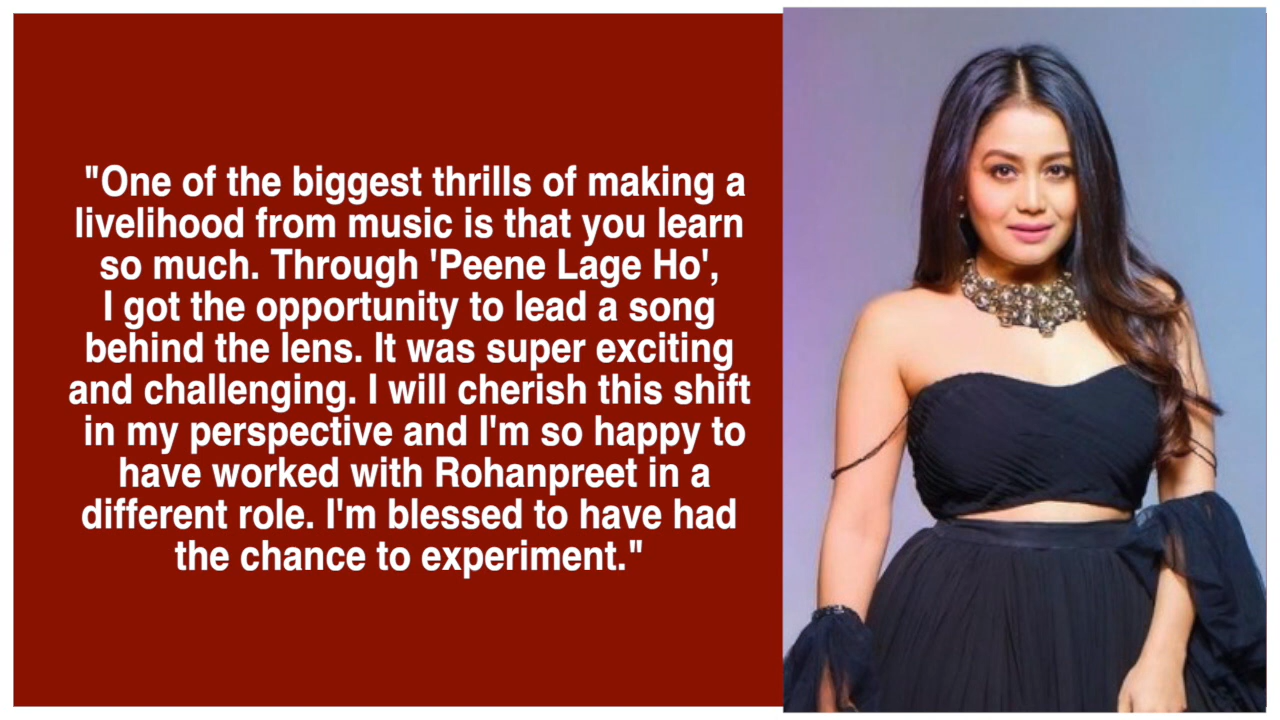 "One of the biggest thrills of making a
livelihood from music is that you learn
so much. Through 'Peene Lage Ho',
I got the opportunity to lead a song
behind the lens. It was super exciting
and challenging. I will cherish this shift
in my perspective and I'm so happy to
have worked with Rohanpreet in a
different role. I'm blessed to have had
the chance to experiment."